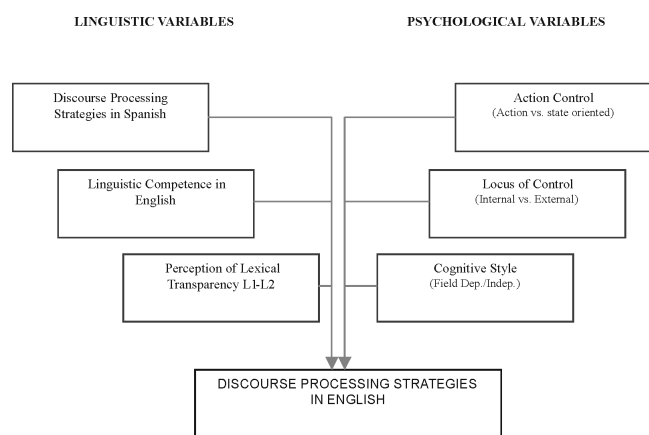 LINGUISTIC VARIABLES
PSYCHOLOGICAL VARIABLES
Discourse Processing
Strategies in Spanish
Action Control
(Action vs. state oriented)
Linguistic Competence in
English
Locus of Control
(Internal vs. External)
Perception of Lexical
Transparency L1-L2
Cognitive Style
(Field Dep./Indep.)
DISCOURSE PROCESSING STRATEGIES
IN ENGLISH